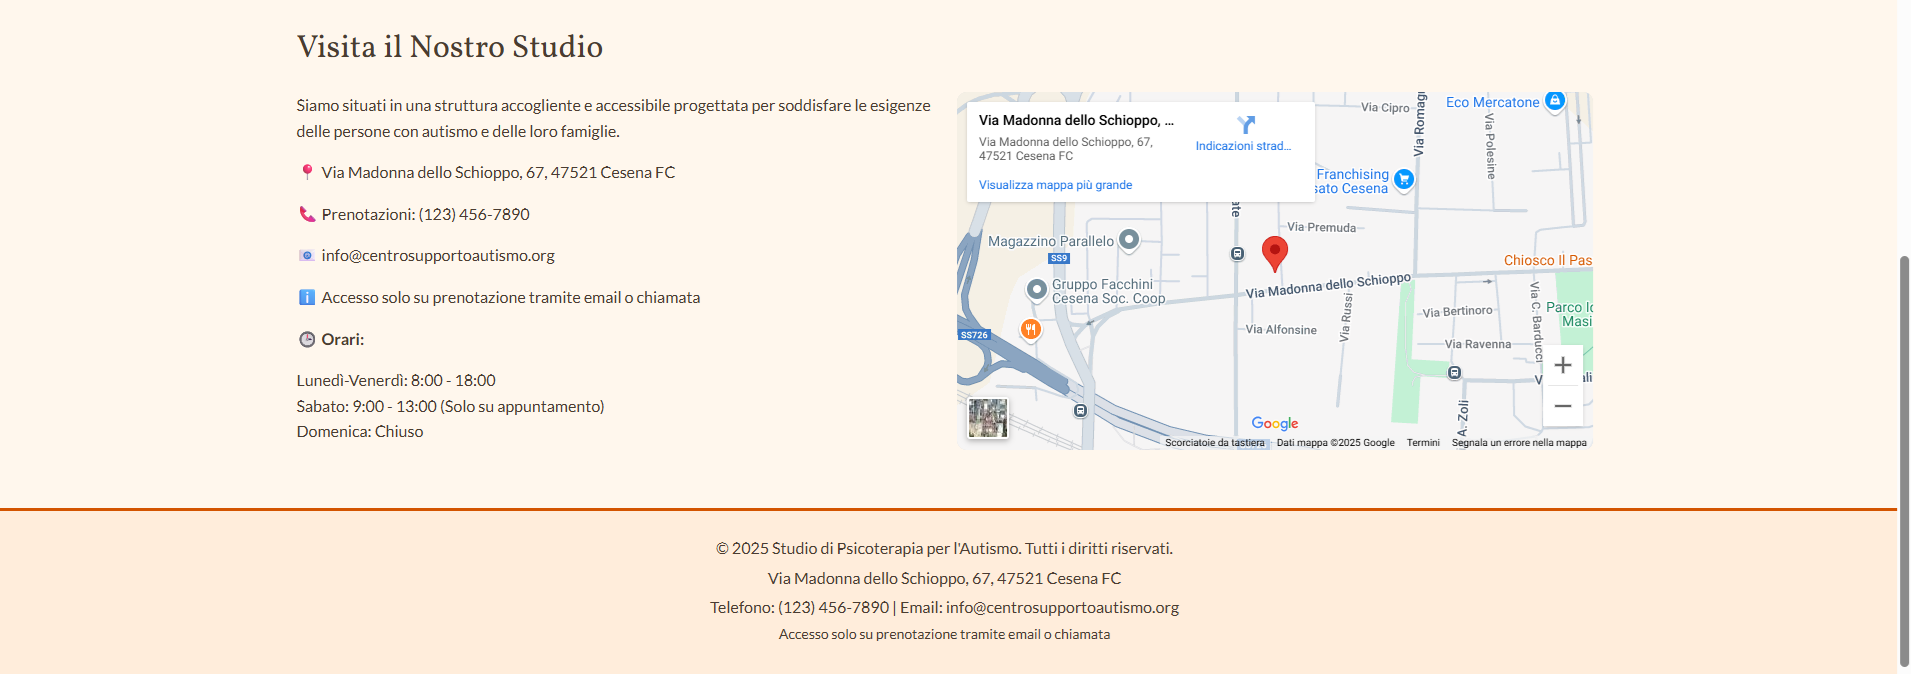 Visita il Nostro Studio
Siamo situati in una struttura accogliente e accessibile progettata per soddisfare le esigenze
delle persone con autismo e delle loro famiglie.
Via Madonna dello Schioppo, 67, 47521 Cesena FC
Prenotazioni: (123) 456-7890
info@centrosupportoautismo.org
Accesso solo su prenotazione tramite email o chiamata
Orari:
Lunedì-Venerdì: 8:00 - 18:00
Sabato: 9:00 - 13:00 (Solo su appuntamento)
Domenica: Chiuso
Via Madonna dello Schioppo, ...
Via Madonna dello Schioppo, 67,
47521 Cesena FC
Indicazioni strad...
Visualizza mappa più grande
Via Cipro
Via Romagn
Eco Mercatone
Via Polesine
Franchising
sato Cesena
ate
Via Premuda
Magazzino Parallelo
SS9
Chiosco Il Pas
Gruppo Facchini
Cesena Soc. Coop
Via Madonna dello Schioppo
Via Russi
Via Bertinoro
Via C. Barducci
Parco Id
Masi
Via Alfonsine
SS726
Via Ravenna
V
ali
A. Zoli
Google
Scorciatoie da tastiera
Dati mappa ©2025 Google
Termini
Segnala un errore nella mappa
© 2025 Studio di Psicoterapia per l'Autismo. Tutti i diritti riservati.
Via Madonna dello Schioppo, 67, 47521 Cesena FC
Telefono: (123) 456-7890 | Email: info@centrosupportoautismo.org
Accesso solo su prenotazione tramite email o chiamata